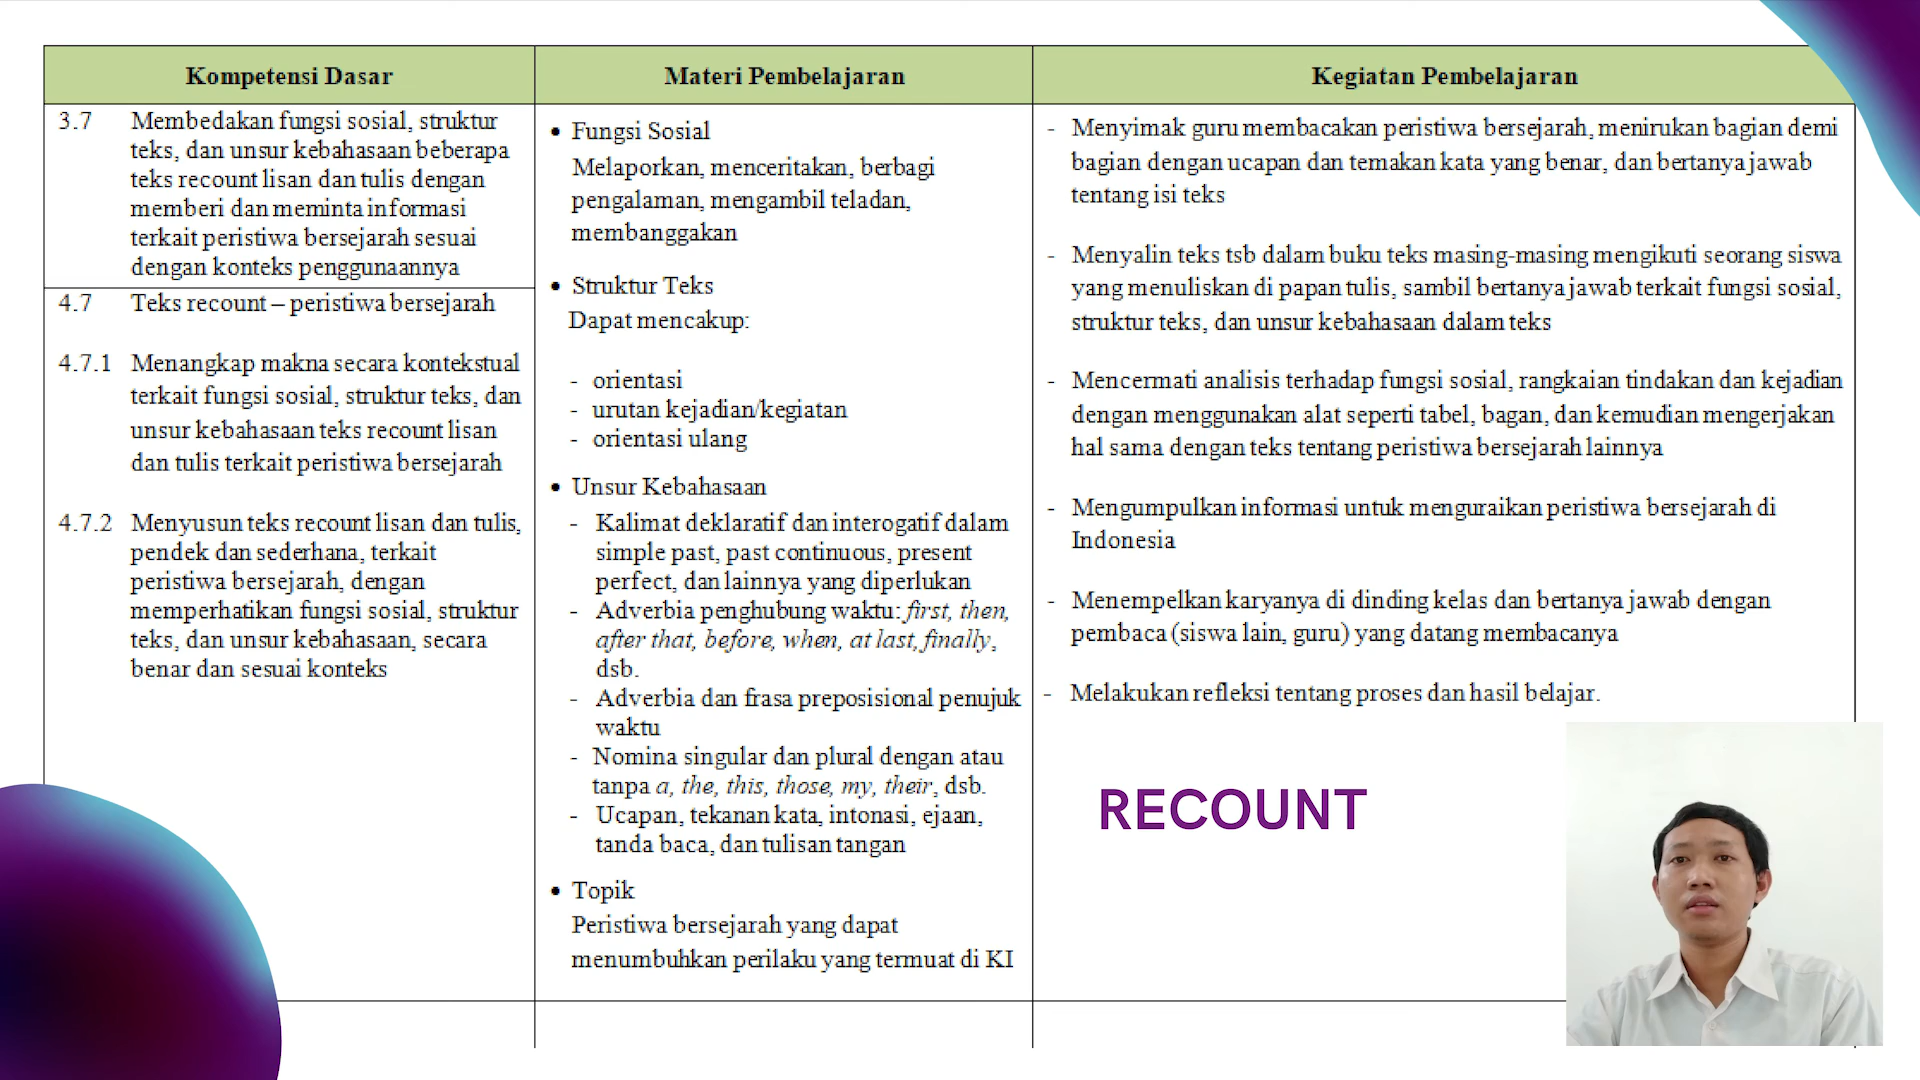 Kompetensi Dasar
Materi Pembelajaran
Kegiatan Pembelajaran
3.7 Membedakan fungsi sosial, struktur
teks, dan unsur kebahasaan beberapa
teks recount lisan dan tulis dengan
memberi dan meminta informasi
terkait peristiwa bersejarah sesuai
dengan konteks penggunaannya
4.7 Teks recount – peristiwa bersejarah
4.7.1 Menangkap makna secara kontekstual
terkait fungsi sosial, struktur teks, dan
unsur kebahasaan teks recount lisan
dan tulis terkait peristiwa bersejarah
4.7.2 Menyusun teks recount lisan dan tulis,
pendek dan sederhana, terkait
peristiwa bersejarah, dengan
memperhatikan fungsi sosial, struktur
teks, dan unsur kebahasaan, secara
benar dan sesuai konteks
• Fungsi Sosial
Melaporkan, menceritakan, berbagi
pengalaman, mengambil teladan,
membanggakan
• Struktur Teks
Dapat mencakup:
- orientasi
- urutan kejadian/kegiatan
- orientasi ulang
• Unsur Kebahasaan
- Kalimat deklaratif dan interogatif dalam
simple past, past continuous, present
perfect, dan lainnya yang diperlukan
- Adverbia penghubung waktu: first, then,
after that, before, when, at last, finally,
dsb.
- Adverbia dan frasa preposisional penujuk
waktu
- Nomina singular dan plural dengan atau
tanpa a, the, this, those, my, their, dsb.
- Ucapan, tekanan kata, intonasi, ejaan,
tanda baca, dan tulisan tangan
• Topik
Peristiwa bersejarah yang dapat
menumbuhkan perilaku yang termuat di KI
- Menyimak guru membacakan peristiwa bersejarah, menirukan bagian demi
bagian dengan ucapan dan temakan kata yang benar, dan bertanya jawab
tentang isi teks
- Menyalin teks tsb dalam buku teks masing-masing mengikuti seorang siswa
yang menuliskan di papan tulis, sambil bertanya jawab terkait fungsi sosial,
struktur teks, dan unsur kebahasaan dalam teks
- Mencermati analisis terhadap fungsi sosial, rangkaian tindakan dan kejadian
dengan menggunakan alat seperti tabel, bagan, dan kemudian mengerjakan
hal sama dengan teks tentang peristiwa bersejarah lainnya
- Mengumpulkan informasi untuk menguraikan peristiwa bersejarah di
Indonesia
- Menempelkan karyanya di dinding kelas dan bertanya jawab dengan
pembaca (siswa lain, guru) yang datang membacanya
- Melakukan refleksi tentang proses dan hasil belajar.
RECOUNT